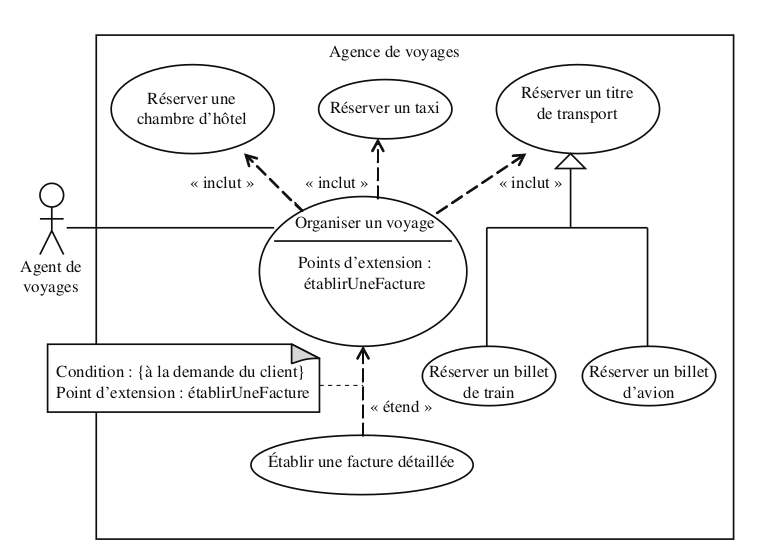 Agence de voyages
Réserver une
chambre d'hôtel
Réserver un taxi
Réserver un titre
de transport
« inclut »
« inclut »
« inclut »
Organiser un voyage
Points d'extension :
établirUneFacture
Agent de
voyages
Condition : {à la demande du client}
Point d'extension : établirUneFacture
Réserver un billet
de train
Réserver un billet
d'avion
« étend »
Établir une facture détaillée